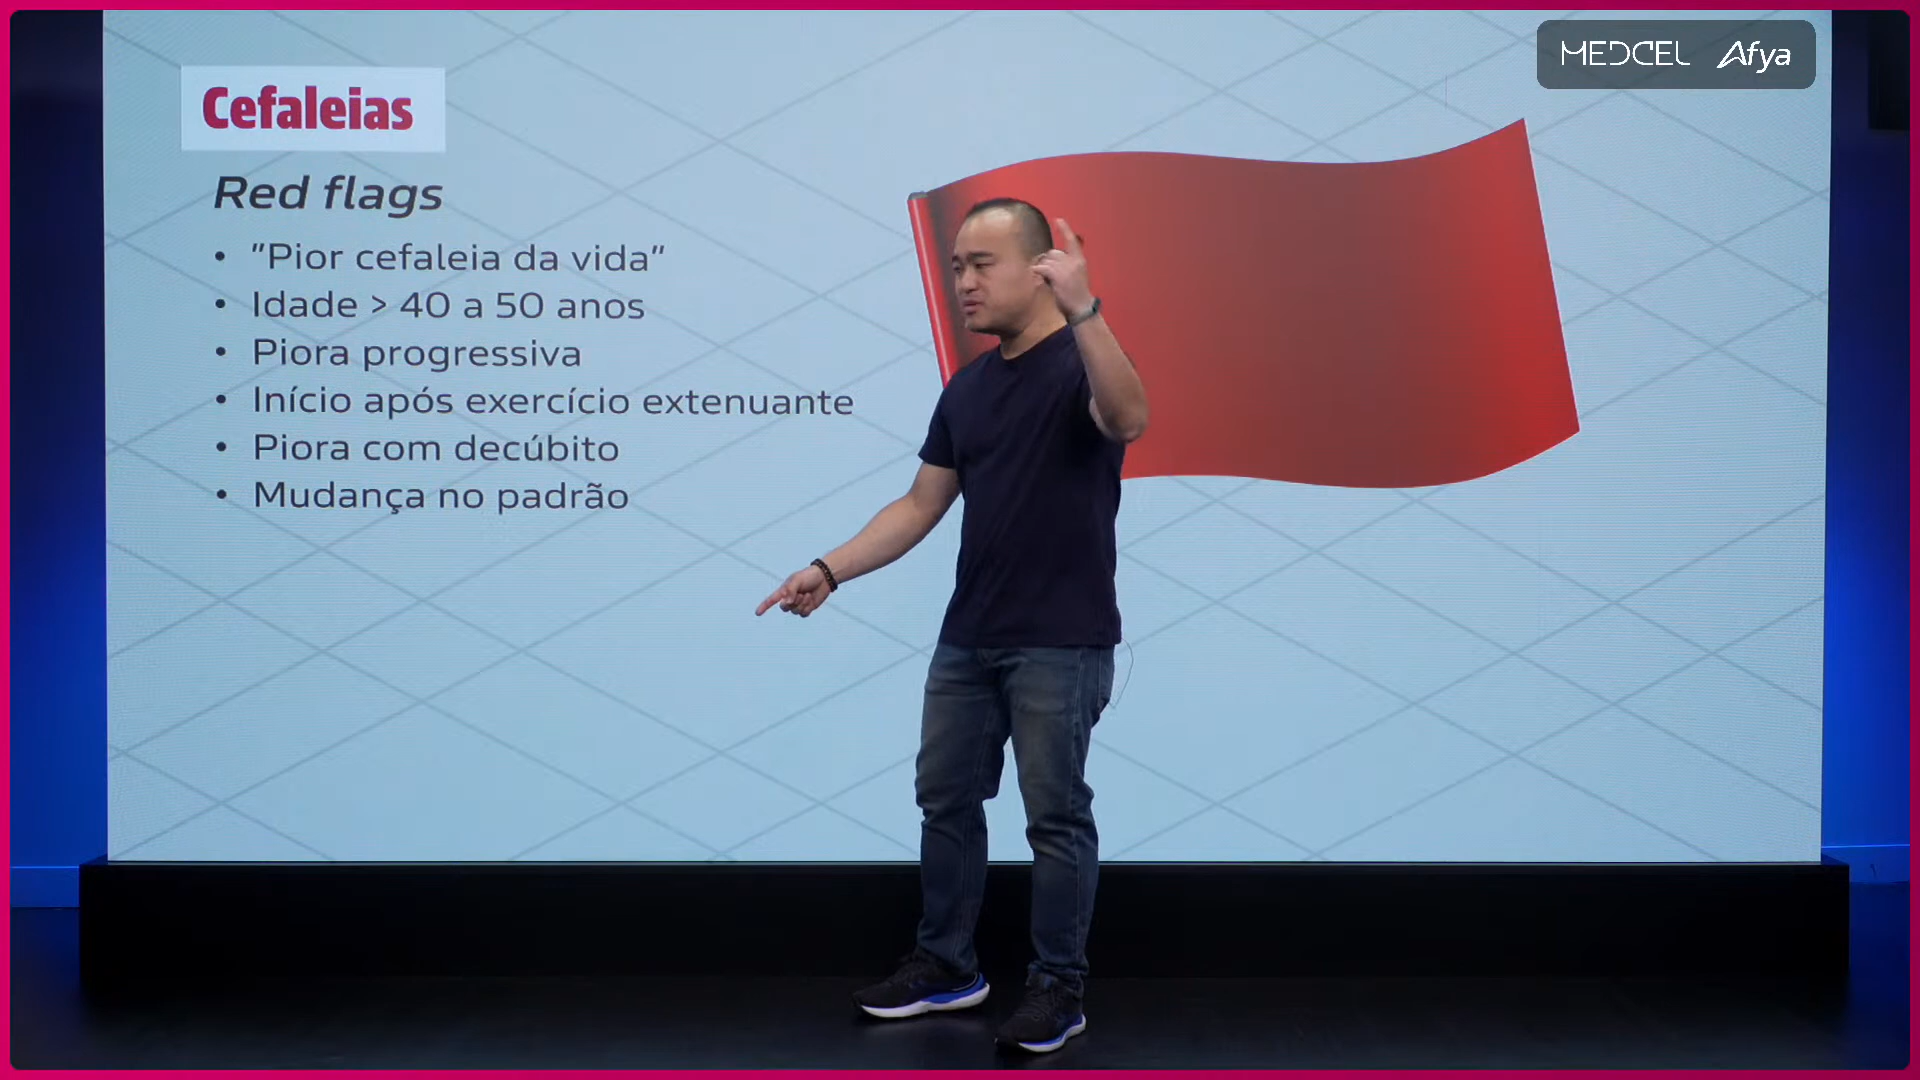 MEDCEL Afya
Cefaleias
Red flags
• "Pior cefaleia da vida"
• Idade > 40 a 50 anos
• Piora progressiva
• Início após exercício extenuante
• Piora com decúbito
• Mudança no padrão